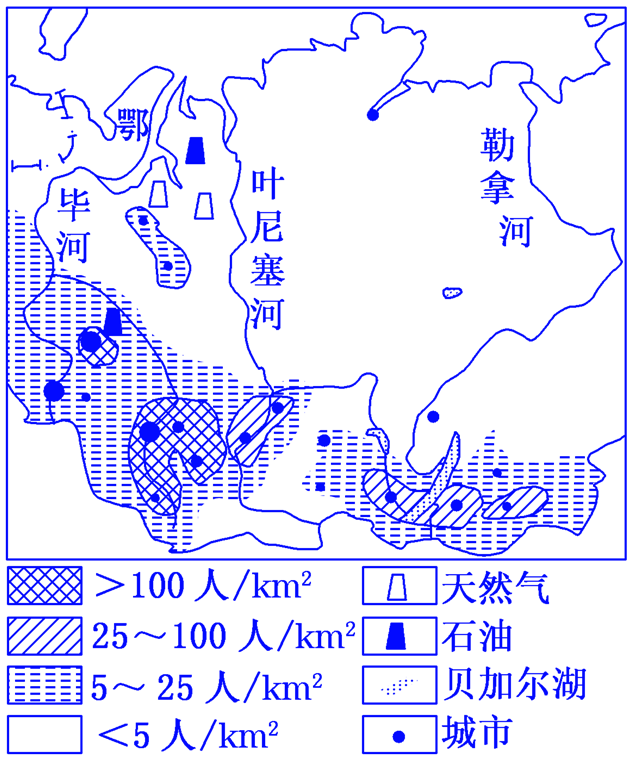 鄂
毕
河
叶
尼
塞
河
勒
拿
河
>100 人/km²
25～100 人/km²
5～25 人/km²
<5 人/km²
天然气
石油
贝加尔湖
城市